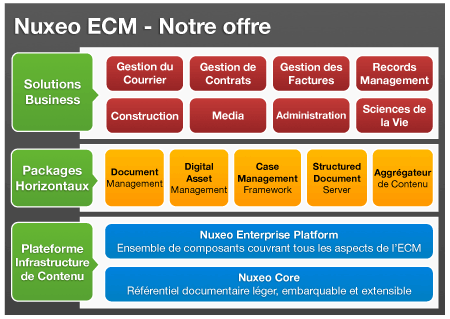 Nuxeo ECM - Notre offre
Solutions
Business
Gestion du
Courrier
Gestion de
Contrats
Gestion des
Factures
Records
Management
Construction
Media
Administration
Sciences de
la Vie
Packages
Horizontaux
Document
Management
Digital
Asset
Management
Case
Management
Framework
Structured
Document
Server
Aggrégateur
de Contenu
Plateforme
Infrastructure
de Contenu
Nuxeo Enterprise Platform
Ensemble de composants couvrant tous les aspects de l'ECM
Nuxeo Core
Référentiel documentaire léger, embarquable et extensible